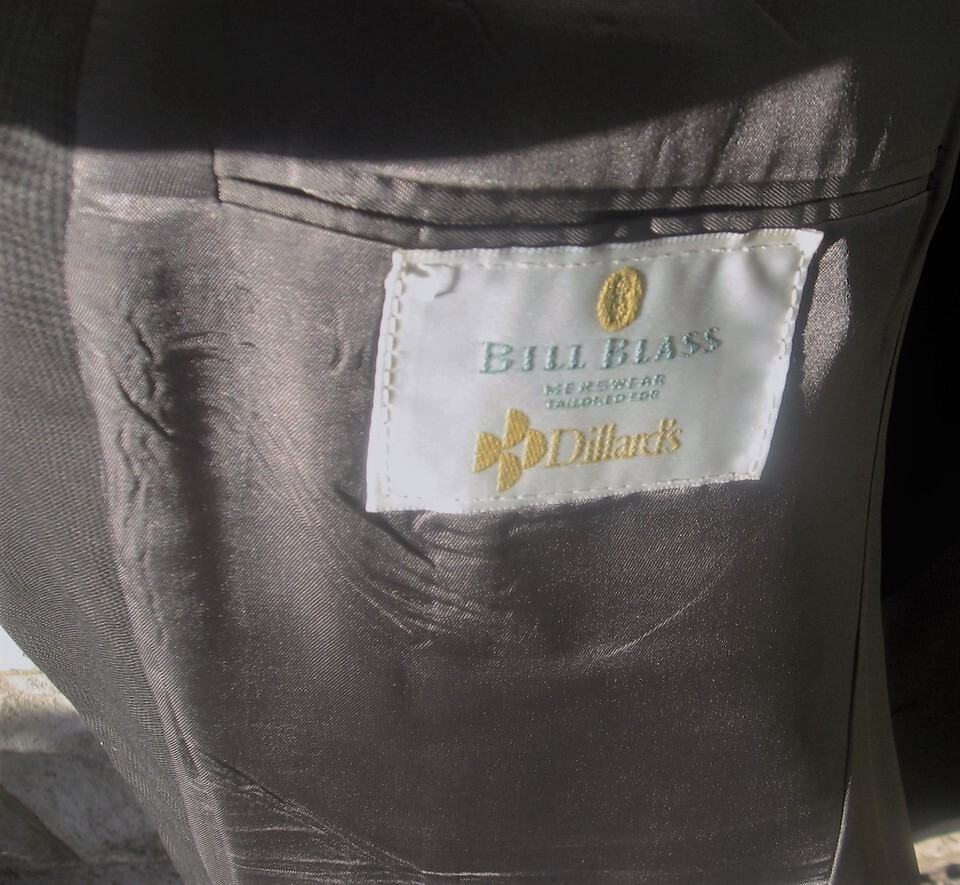 BILL BLASS
MENSWEAR
TAILORED FOR
Dillard's